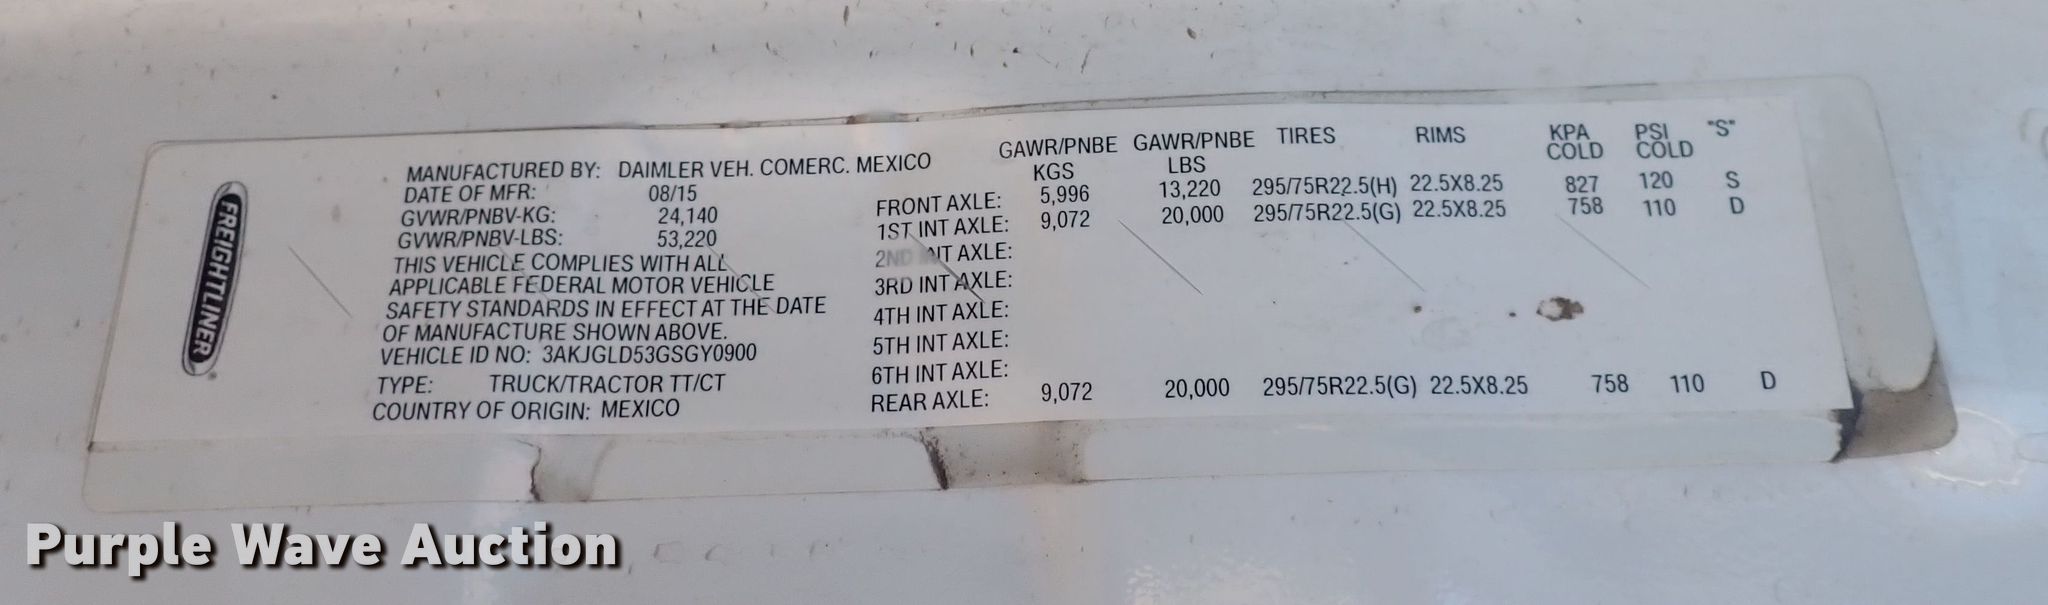 FREIGHTLINER
MANUFACTURED BY: DAIMLER VEH. COMERC. MEXICO
DATE OF MFR: 08/15
GVWR/PNBV-KG: 24,140
GVWR/PNBV-LBS: 53,220
THIS VEHICLE COMPLIES WITH ALL
APPLICABLE FEDERAL MOTOR VEHICLE
SAFETY STANDARDS IN EFFECT AT THE DATE
OF MANUFACTURE SHOWN ABOVE.
VEHICLE ID NO: 3AKJGLD53GSGY0900
TYPE: TRUCK/TRACTOR TT/CT
COUNTRY OF ORIGIN: MEXICO
GAWR/PNBE GAWR/PNBE TIRES RIMS KPA PSI "S"
KGS LBS COLD COLD
FRONT AXLE: 5,996 13,220 295/75R22.5(H) 22.5X8.25 827 120 S
1ST INT AXLE: 9,072 20,000 295/75R22.5(G) 22.5X8.25 758 110 D
2ND INT AXLE:
3RD INT AXLE:
4TH INT AXLE:
5TH INT AXLE:
6TH INT AXLE:
REAR AXLE: 9,072 20,000 295/75R22.5(G) 22.5X8.25 758 110 D
Purple Wave Auction